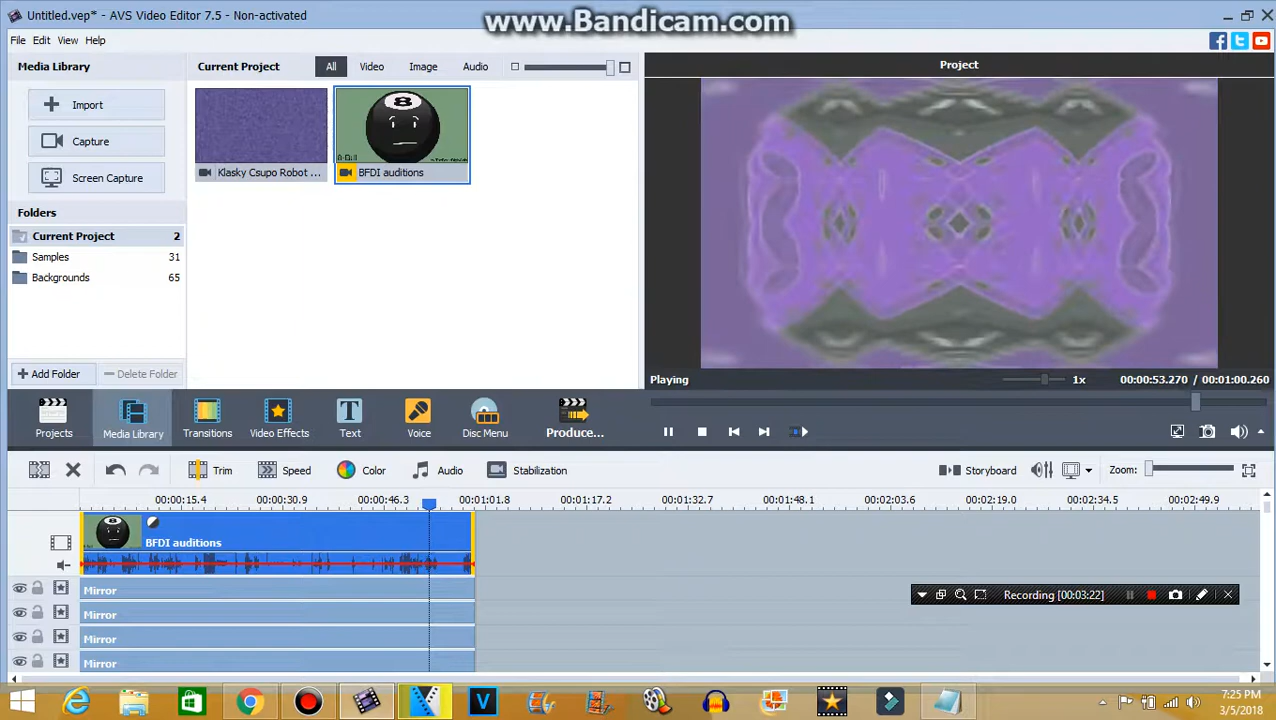 Untitled.vep* - AVS Video Editor 7.5 - Non-activated
www.Bandicam.com
File Edit View Help
Media Library
Current Project
All
Video
Image
Audio
Project
Import
Capture
Screen Capture
8
Klasky Csupo Robot ...
BFDI auditions
Folders
Current Project 2
Samples 31
Backgrounds 65
+ Add Folder
— Delete Folder
Playing
1x
00:00:53.270 / 00:01:00.260
Projects
Media Library
Transitions
Video Effects
Text
Voice
Disc Menu
Produce...
Trim
Speed
Color
Audio
Stabilization
Storyboard
Zoom:
00:00:15.4
00:00:30.9
00:00:46.3
00:01:01.8
00:01:17.2
00:01:32.7
00:01:48.1
00:02:03.6
00:02:19.0
00:02:34.5
00:02:49.9
BFDI auditions
Mirror
Mirror
Mirror
Mirror
Recording [00:03:22]
7:25 PM
3/5/2018